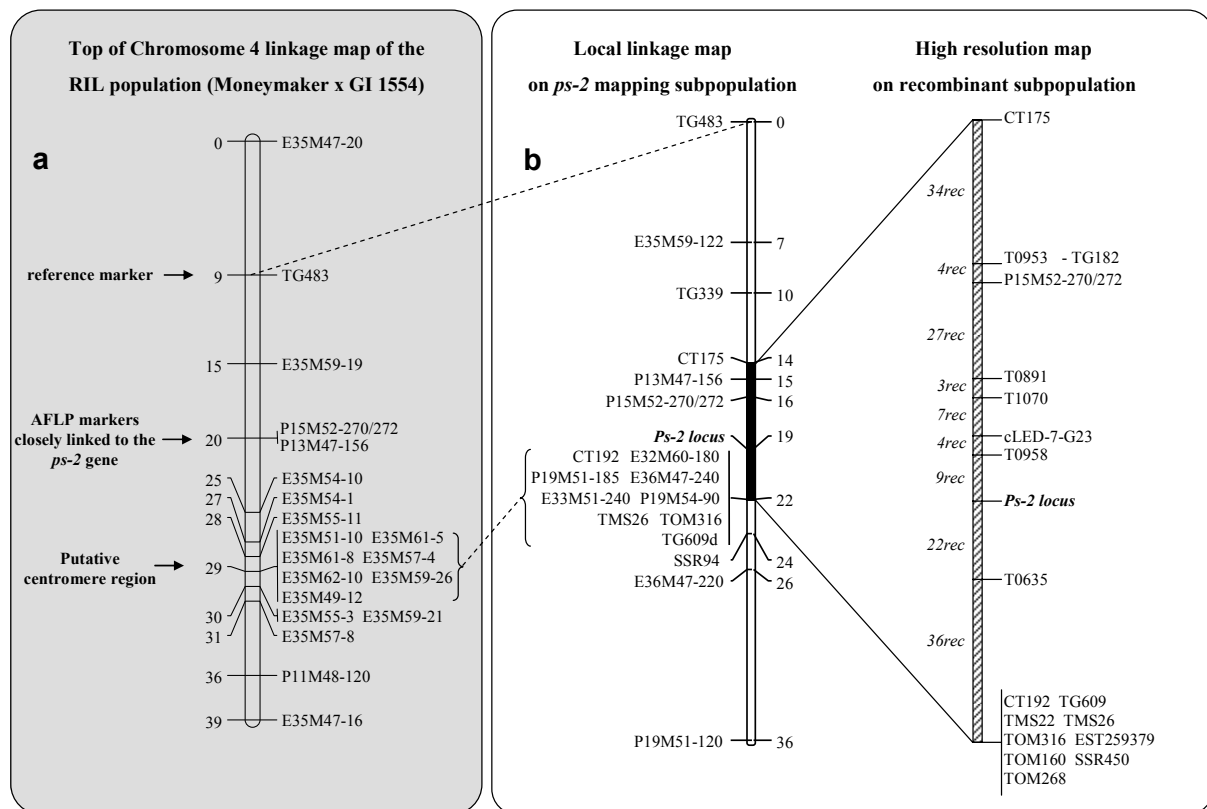 Top of Chromosome 4 linkage map of the
RIL population (Moneymaker x GI 1554)
a
0 E35M47-20
reference marker 9 TG483
15 E35M59-19
AFLP markers
closely linked to the
ps-2 gene
20 P15M52-270/272
P13M47-156
25 E35M54-10
27 E35M54-1
28 E35M55-11
Putative
centromere region
29 E35M51-10 E35M61-5
E35M61-8 E35M57-4
E35M62-10 E35M59-26
E35M49-12
30 E35M55-3 E35M59-21
31 E35M57-8
36 P11M48-120
39 E35M47-16
Local linkage map
on ps-2 mapping subpopulation
b
TG483 0
E35M59-122 7
TG339 10
CT175 14
P13M47-156 15
P15M52-270/272 16
Ps-2 locus 19
CT192 E32M60-180
P19M51-185 E36M47-240
E33M51-240 P19M54-90 22
TMS26 TOM316
TG609d
SSR94 24
E36M47-220 26
P19M51-120 36
High resolution map
on recombinant subpopulation
CT175
34rec
T0953 - TG182
4rec
P15M52-270/272
27rec
T0891
3rec
T1070
7rec
cLED-7-G23
4rec
T0958
9rec
Ps-2 locus
22rec
T0635
36rec
CT192 TG609
TMS22 TMS26
TOM316 EST259379
TOM160 SSR450
TOM268